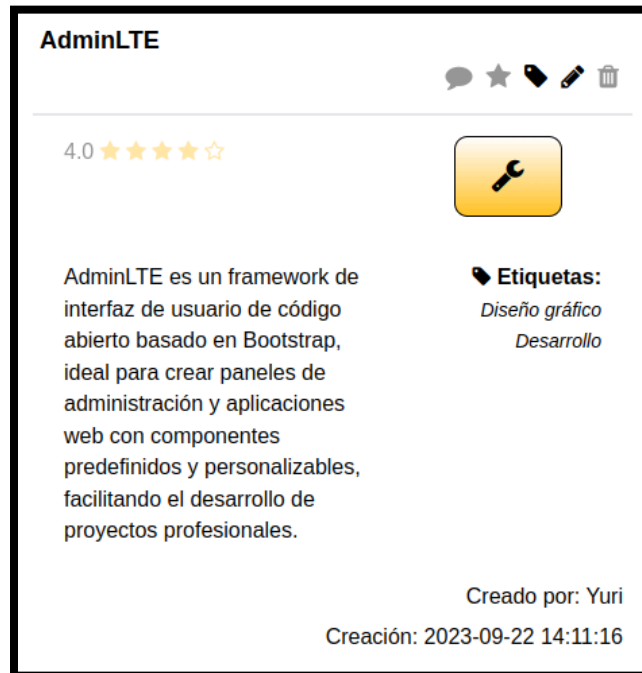 AdminLTE
4.0
AdminLTE es un framework de
interfaz de usuario de código
abierto basado en Bootstrap,
ideal para crear paneles de
administración y aplicaciones
web con componentes
predefinidos y personalizables,
facilitando el desarrollo de
proyectos profesionales.
Etiquetas:
Diseño gráfico
Desarrollo
Creado por: Yuri
Creación: 2023-09-22 14:11:16